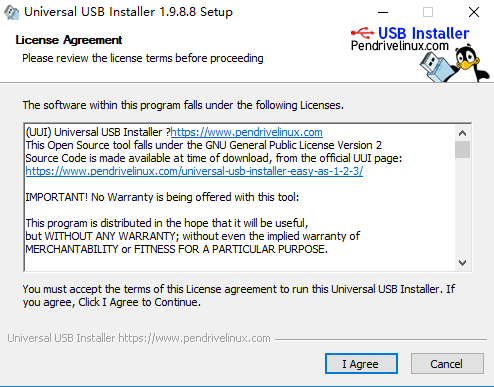 Universal USB Installer 1.9.8.8 Setup
License Agreement
Please review the license terms before proceeding
USB Installer
Pendrivelinux.com
The software within this program falls under the following Licenses.
(UUI) Universal USB Installer ?https://www.pendrivelinux.com
This Open Source tool falls under the GNU General Public License Version 2
Source Code is made available at time of download, from the official UUI page:
https://www.pendrivelinux.com/universal-usb-installer-easy-as-1-2-3/
IMPORTANT! No Warranty is being offered with this tool:
This program is distributed in the hope that it will be useful,
but WITHOUT ANY WARRANTY; without even the implied warranty of
MERCHANTABILITY or FITNESS FOR A PARTICULAR PURPOSE.
You must accept the terms of this License agreement to run this Universal USB Installer. If
you agree, Click I Agree to Continue.
Universal USB Installer https://www.pendrivelinux.com
I Agree
Cancel